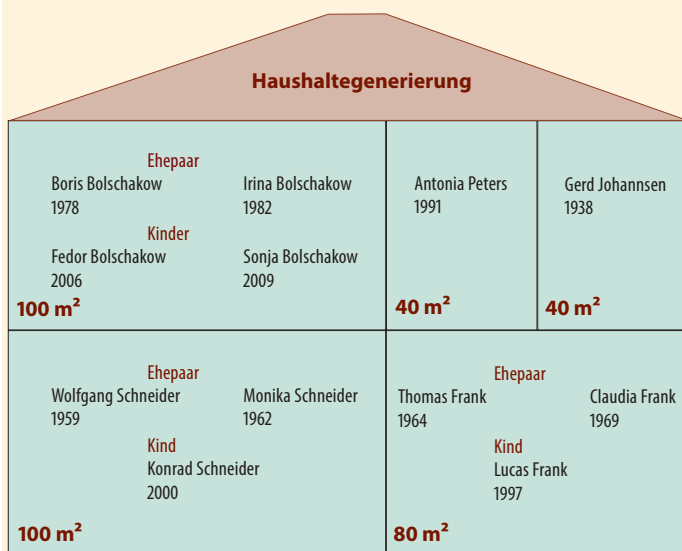 Haushaltegenerierung
Ehepaar
Boris Bolschakow
1978
Irina Bolschakow
1982
Kinder
Fedor Bolschakow
2006
Sonja Bolschakow
2009
100 m²
Antonia Peters
1991
40 m²
Gerd Johannsen
1938
40 m²
Ehepaar
Wolfgang Schneider
1959
Monika Schneider
1962
Kind
Konrad Schneider
2000
100 m²
Ehepaar
Thomas Frank
1964
Claudia Frank
1969
Kind
Lucas Frank
1997
80 m²